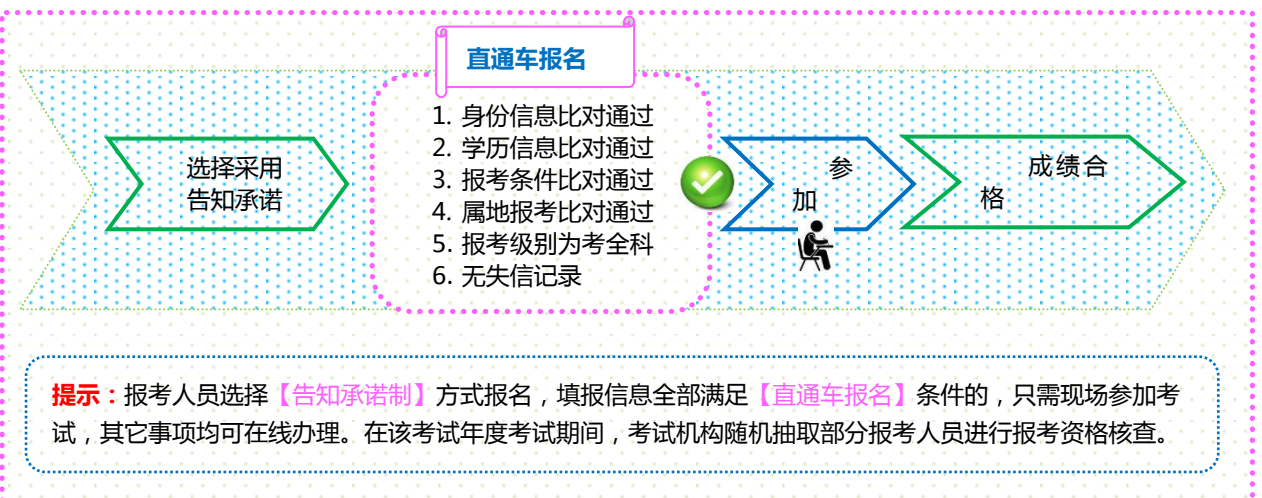 直通车报名
选择采用
告知承诺
1. 身份信息比对通过
2. 学历信息比对通过
3. 报考条件比对通过
4. 属地报考比对通过
5. 报考级别为考全科
6. 无失信记录
参
加
成绩合
格
提示：报考人员选择【告知承诺制】方式报名，填报信息全部满足【直通车报名】条件的，只需现场参加考
试，其它事项均可在线办理。在该考试年度考试期间，考试机构随机抽取部分报考人员进行报考资格核查。